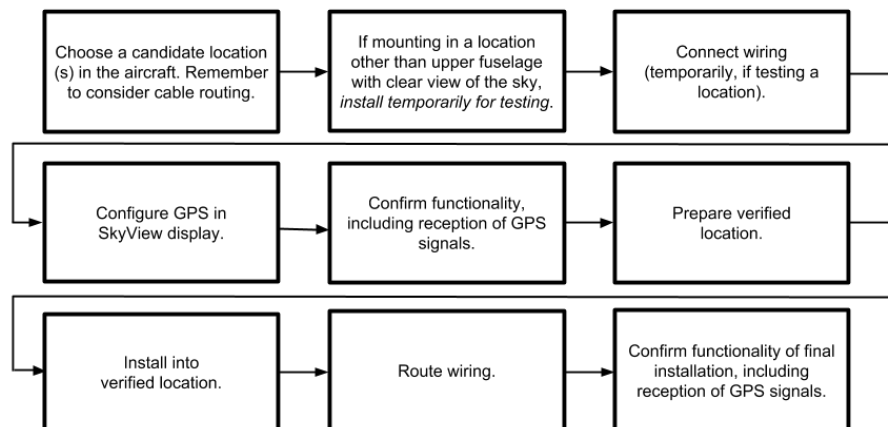 Choose a candidate location
(s) in the aircraft. Remember
to consider cable routing.
If mounting in a location
other than upper fuselage
with clear view of the sky,
install temporarily for testing.
Connect wiring
(temporarily, if testing a
location).
Configure GPS in
SkyView display.
Confirm functionality,
including reception of GPS
signals.
Prepare verified
location.
Install into
verified location.
Route wiring.
Confirm functionality of final
installation, including
reception of GPS signals.